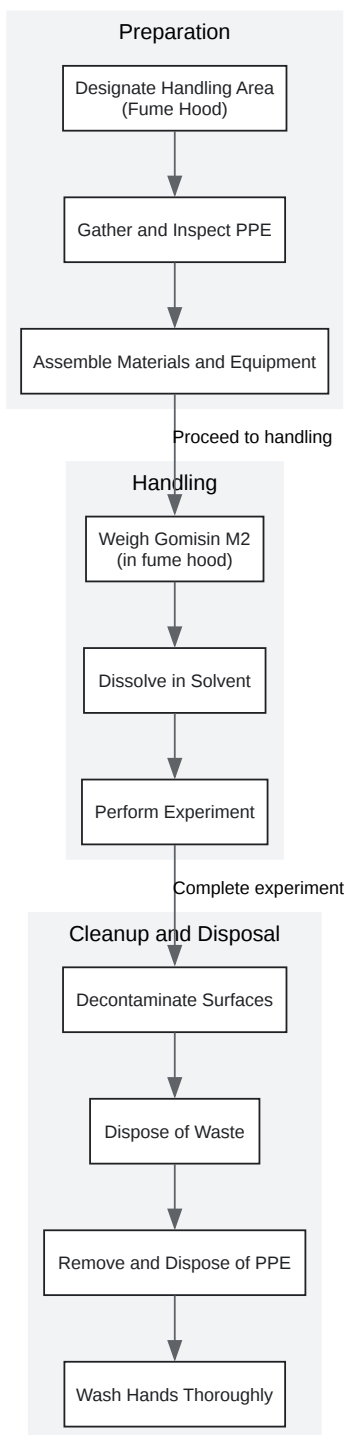 Preparation
Designate Handling Area
(Fume Hood)
Gather and Inspect PPE
Assemble Materials and Equipment
Proceed to handling
Handling
Weigh Gomisin M2
(in fume hood)
Dissolve in Solvent
Perform Experiment
Complete experiment
Cleanup and Disposal
Decontaminate Surfaces
Dispose of Waste
Remove and Dispose of PPE
Wash Hands Thoroughly